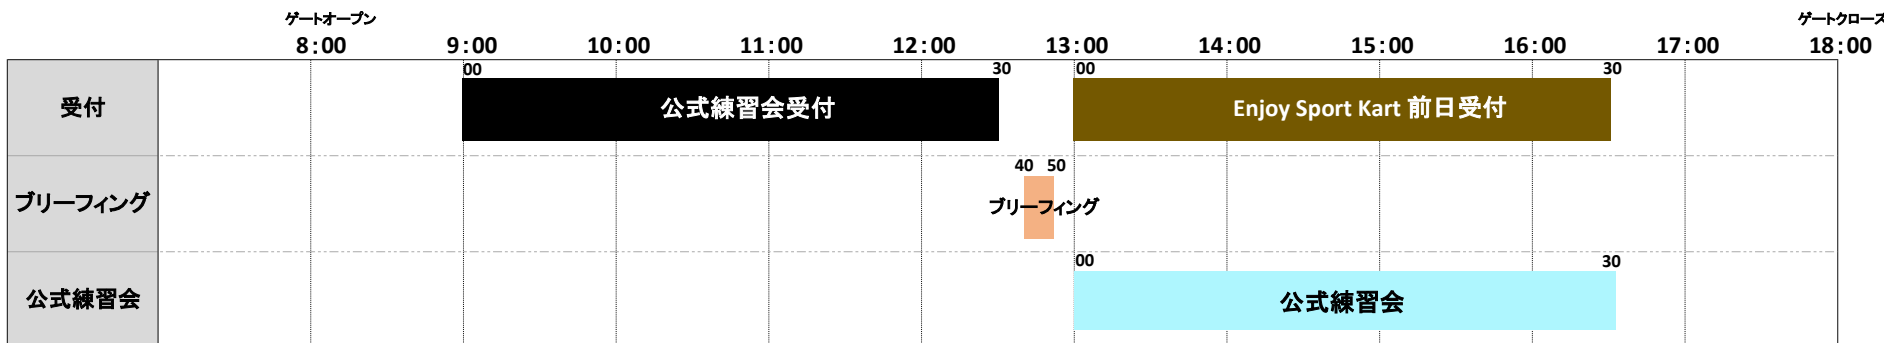 ゲートオープン ゲートクローズ
8:00 9:00 10:00 11:00 12:00 13:00 14:00 15:00 16:00 17:00 18:00
00 30 00 30
受付 公式練習会受付 Enjoy Sport Kart 前日受付
40 50
ブリーフィング ブリーフィング
00 30
公式練習会 公式練習会